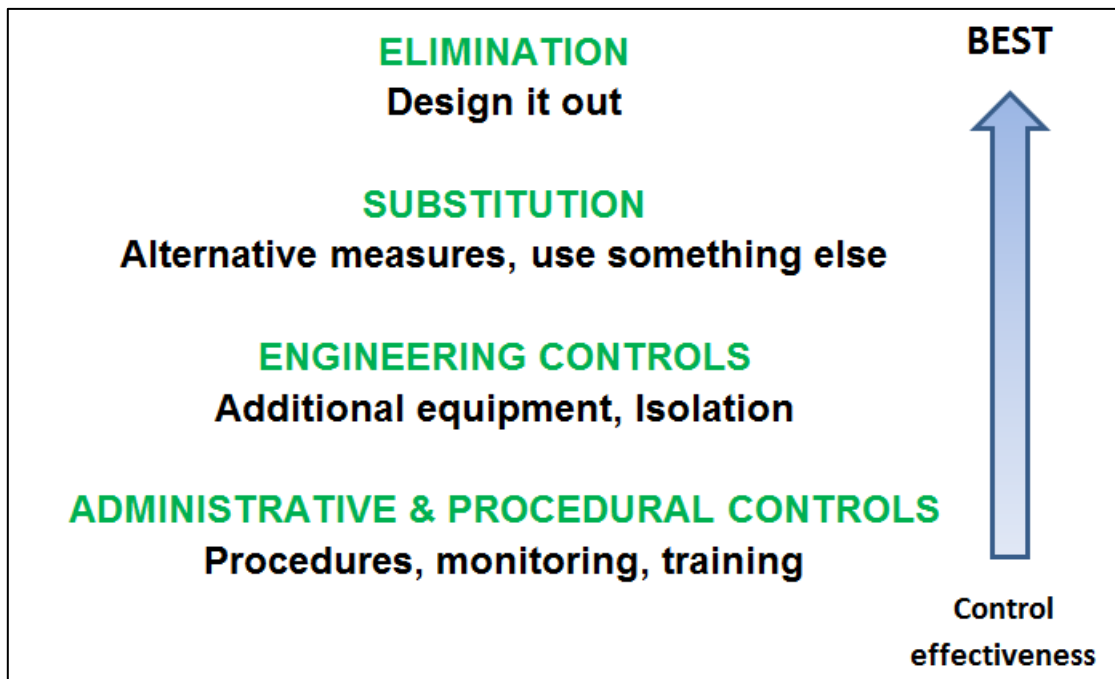 ELIMINATION
Design it out
BEST
SUBSTITUTION
Alternative measures, use something else
ENGINEERING CONTROLS
Additional equipment, Isolation
ADMINISTRATIVE & PROCEDURAL CONTROLS
Procedures, monitoring, training
Control
effectiveness